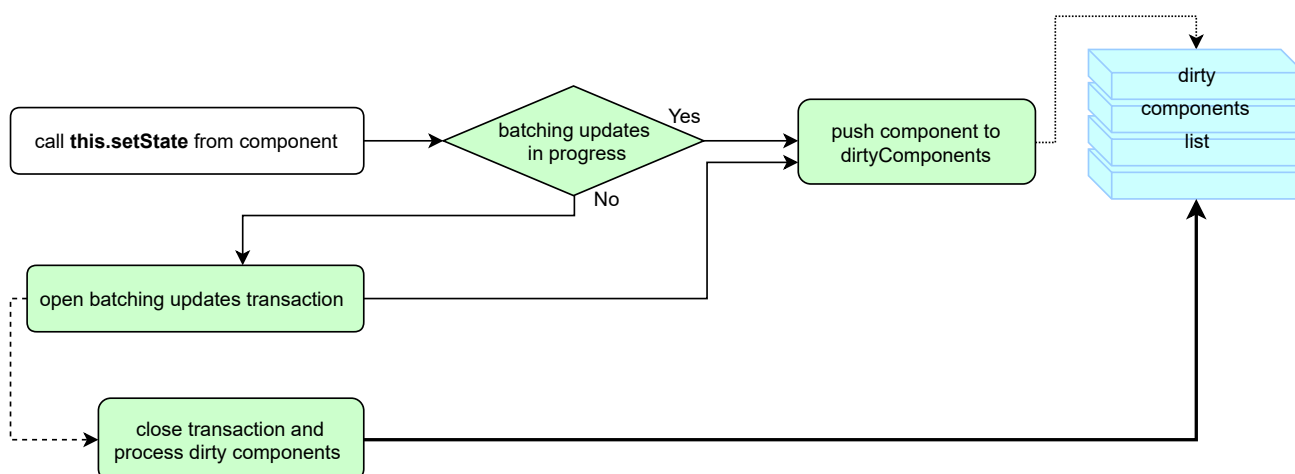 call this.setState from component
batching updates
in progress
Yes
No
push component to
dirtyComponents
dirty
components
list
open batching updates transaction
close transaction and
process dirty components